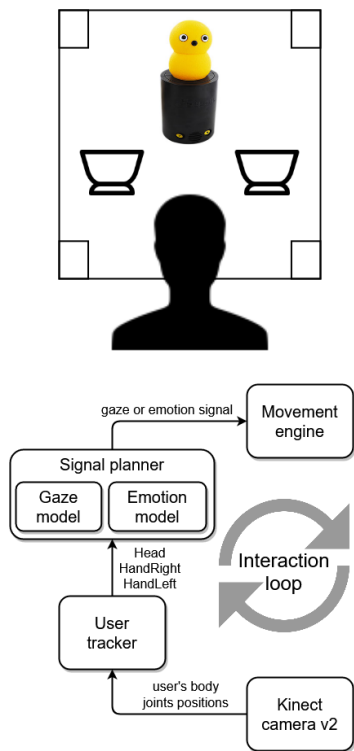 gaze or emotion signal
Movement
engine
Signal planner
Gaze
model
Emotion
model
Head
HandRight
HandLeft
Interaction
loop
User
tracker
user's body
joints positions
Kinect
camera v2